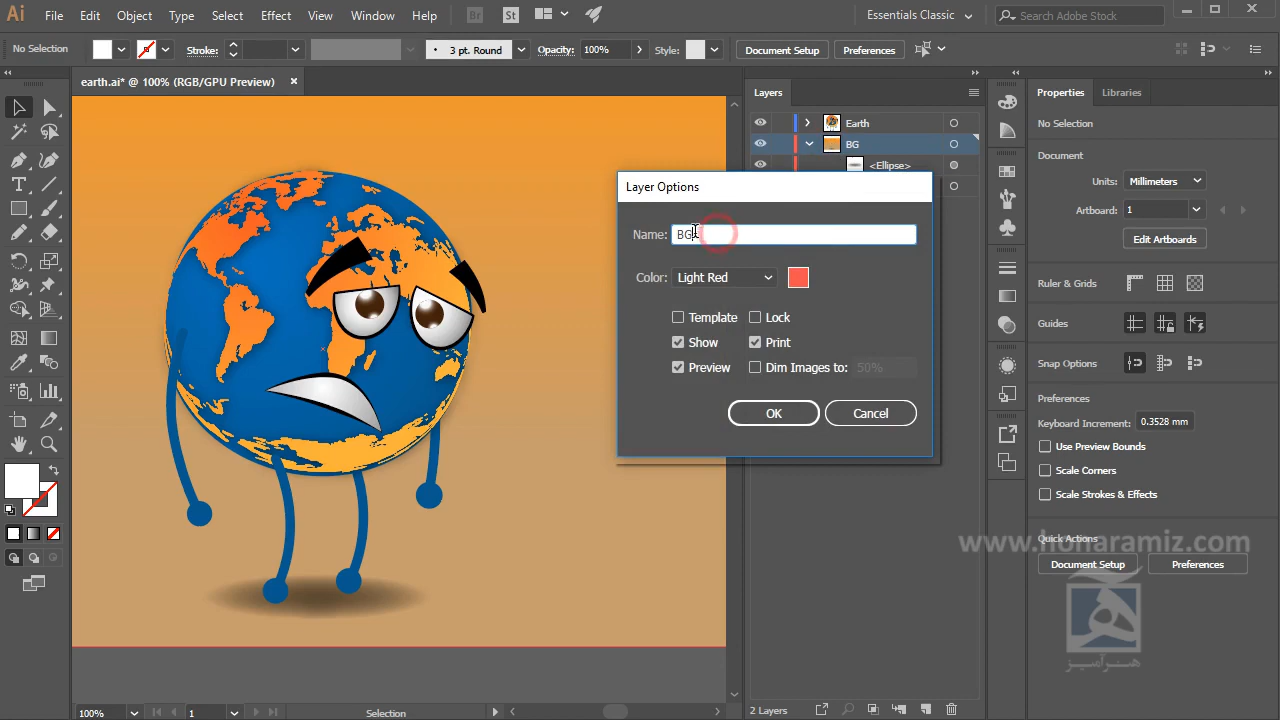 Ai File Edit Object Type Select Effect View Window Help Br St Essentials Classic Search Adobe Stock
No Selection Stroke: 3 pt. Round Opacity: 100% Style: Document Setup Preferences
earth.ai* @ 100% (RGB/GPU Preview)
Layers
Earth
BG
<Ellipse>
Layer Options
Name: BG
Color: Light Red
Template Lock
Show Print
Preview Dim Images to: 50%
OK Cancel
Properties Libraries
No Selection
Document
Units: Millimeters
Artboard: 1
Edit Artboards
Ruler & Grids
Guides
Snap Options
Preferences
Keyboard Increment: 0.3528 mm
Use Preview Bounds
Scale Corners
Scale Strokes & Effects
www.honaramiz.com
Quick Actions
Document Setup Preferences
هنرآمیز
100% 1 Selection
2 Layers